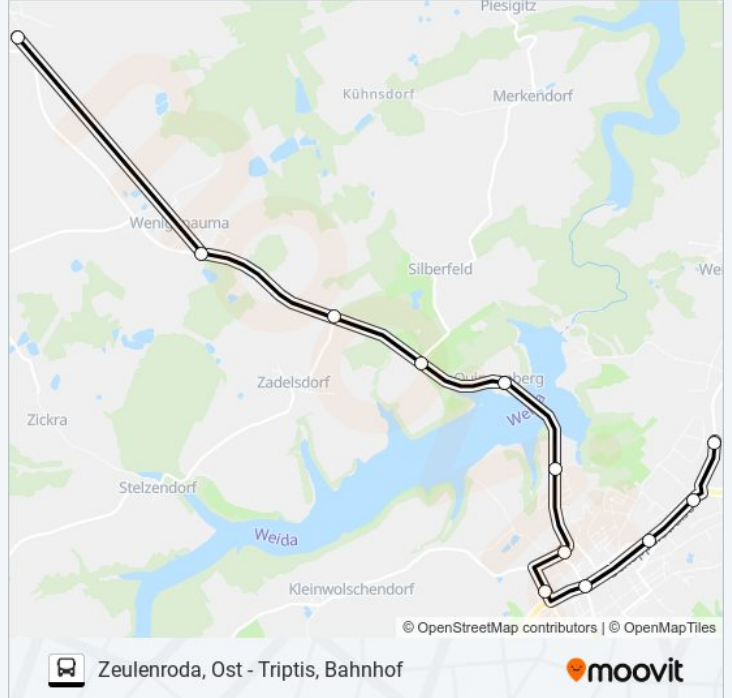 Piesigitz
Kühnsdorf
Merkendorf
Silberfeld
We
Zadelsdorf
Weida
Zickra
Stelzendorf
Weida
Kleinwolschendorf
© OpenStreetMap contributors | © OpenMapTiles
Zeulenroda, Ost - Triptis, Bahnhof
moovit